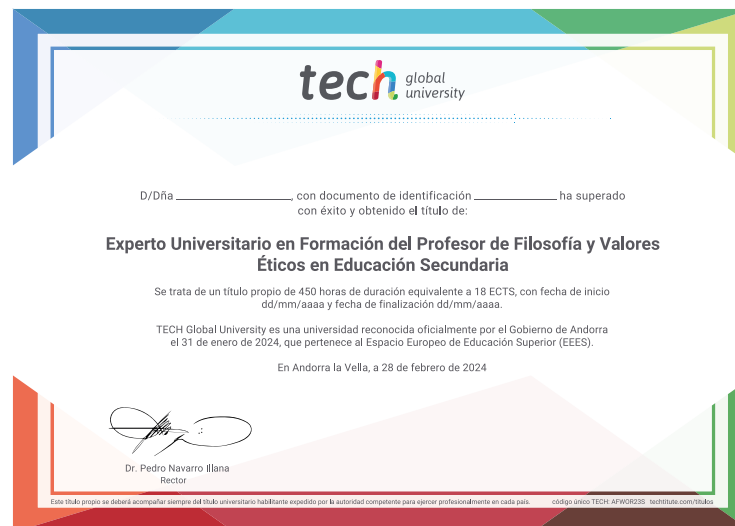 tech global
university
D/Dña ______________, con documento de identificación __________ ha superado
con éxito y obtenido el título de:
Experto Universitario en Formación del Profesor de Filosofía y Valores
Éticos en Educación Secundaria
Se trata de un título propio de 450 horas de duración equivalente a 18 ECTS, con fecha de inicio
dd/mm/aaaa y fecha de finalización dd/mm/aaaa.
TECH Global University es una universidad reconocida oficialmente por el Gobierno de Andorra
el 31 de enero de 2024, que pertenece al Espacio Europeo de Educación Superior (EEES).
En Andorra la Vella, a 28 de febrero de 2024
Dr. Pedro Navarro Illana
Rector
Este título propio se deberá acompañar siempre del título universitario habilitante expedido por la autoridad competente para ejercer profesionalmente en cada país. código único TECH: AFWOR23S techtitute.com/titulos